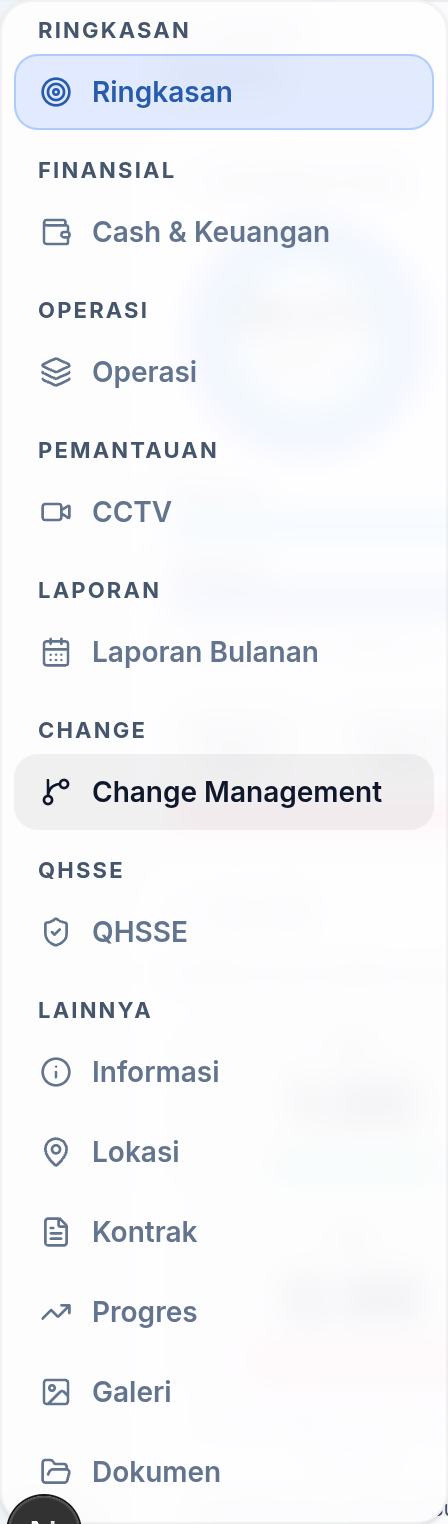 RINGKASAN
Ringkasan
FINANSIAL
Cash & Keuangan
OPERASI
Operasi
PEMANTAUAN
CCTV
LAPORAN
Laporan Bulanan
CHANGE
Change Management
QHSSE
QHSSE
LAINNYA
Informasi
Lokasi
Kontrak
Progres
Galeri
Dokumen